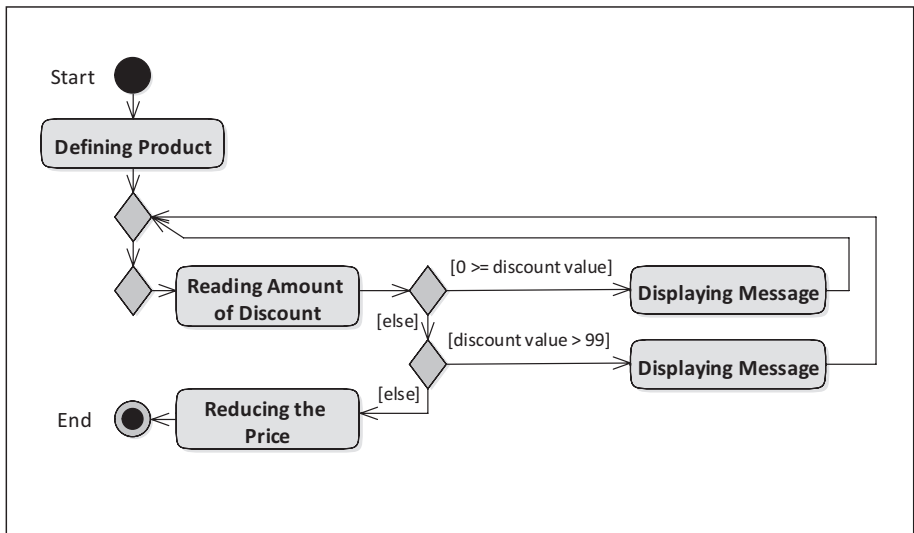 Start
Defining Product
[0 >= discount value]
Reading Amount
of Discount
Displaying Message
[else]
[discount value > 99]
Displaying Message
[else]
Reducing the
Price
End